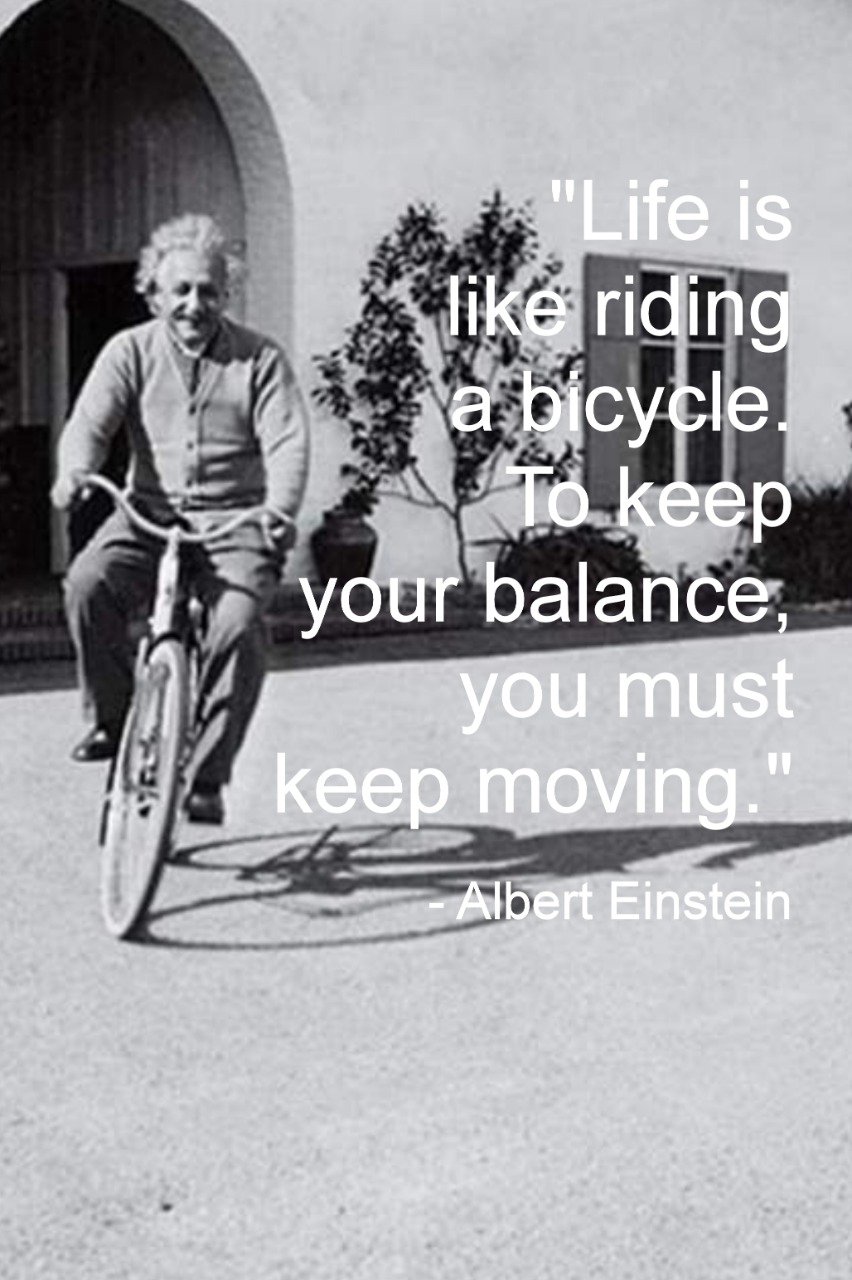 "Life is
like riding
a bicycle.
To keep
your balance,
you must
keep moving."
- Albert Einstein